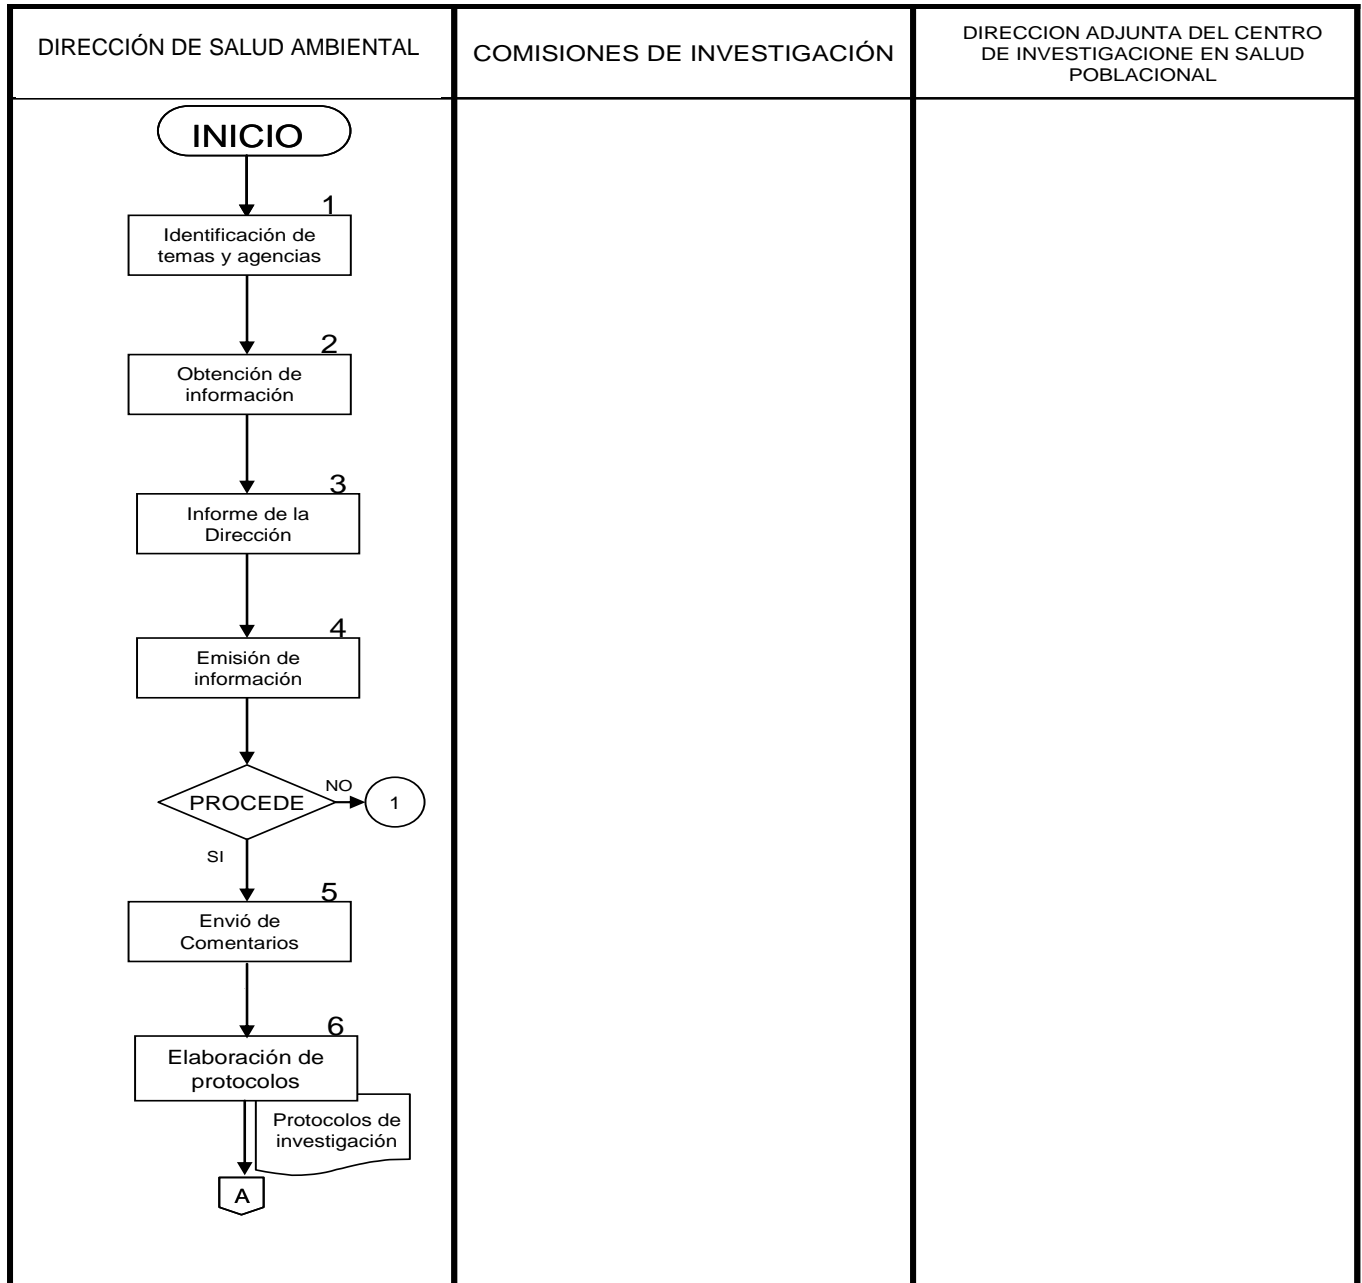 DIRECCIÓN DE SALUD AMBIENTAL
COMISIONES DE INVESTIGACIÓN
DIRECCION ADJUNTA DEL CENTRO
DE INVESTIGACIONE EN SALUD
POBLACIONAL
INICIO
1
Identificación de
temas y agencias
2
Obtención de
información
3
Informe de la
Dirección
4
Emisión de
información
PROCEDE
NO
1
SI
5
Envió de
Comentarios
6
Elaboración de
protocolos
Protocolos de
investigación
A